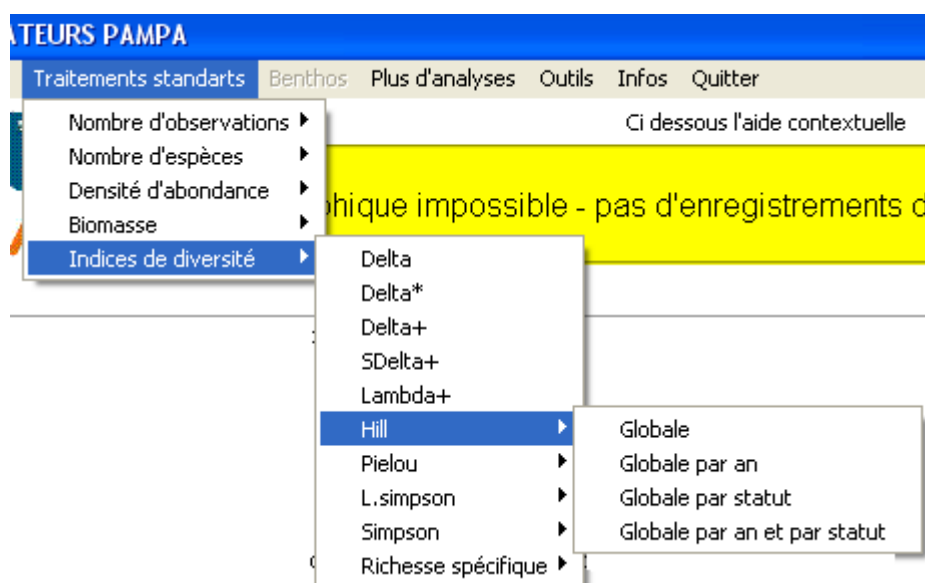 TEURS PAMPA
Traitements standarts Benthos Plus d'analyses Outils Infos Quitter
Nombre d'observations
Ci dessous l'aide contextuelle
Nombre d'espèces
Densité d'abondance
phique impossible - pas d'enregistrements d
Biomasse
Indices de diversité
Delta
Delta*
Delta+
SDelta+
Lambda+
Hill
Globale
Pielou
Globale par an
L.simpson
Globale par statut
Simpson
Globale par an et par statut
Richesse spécifique